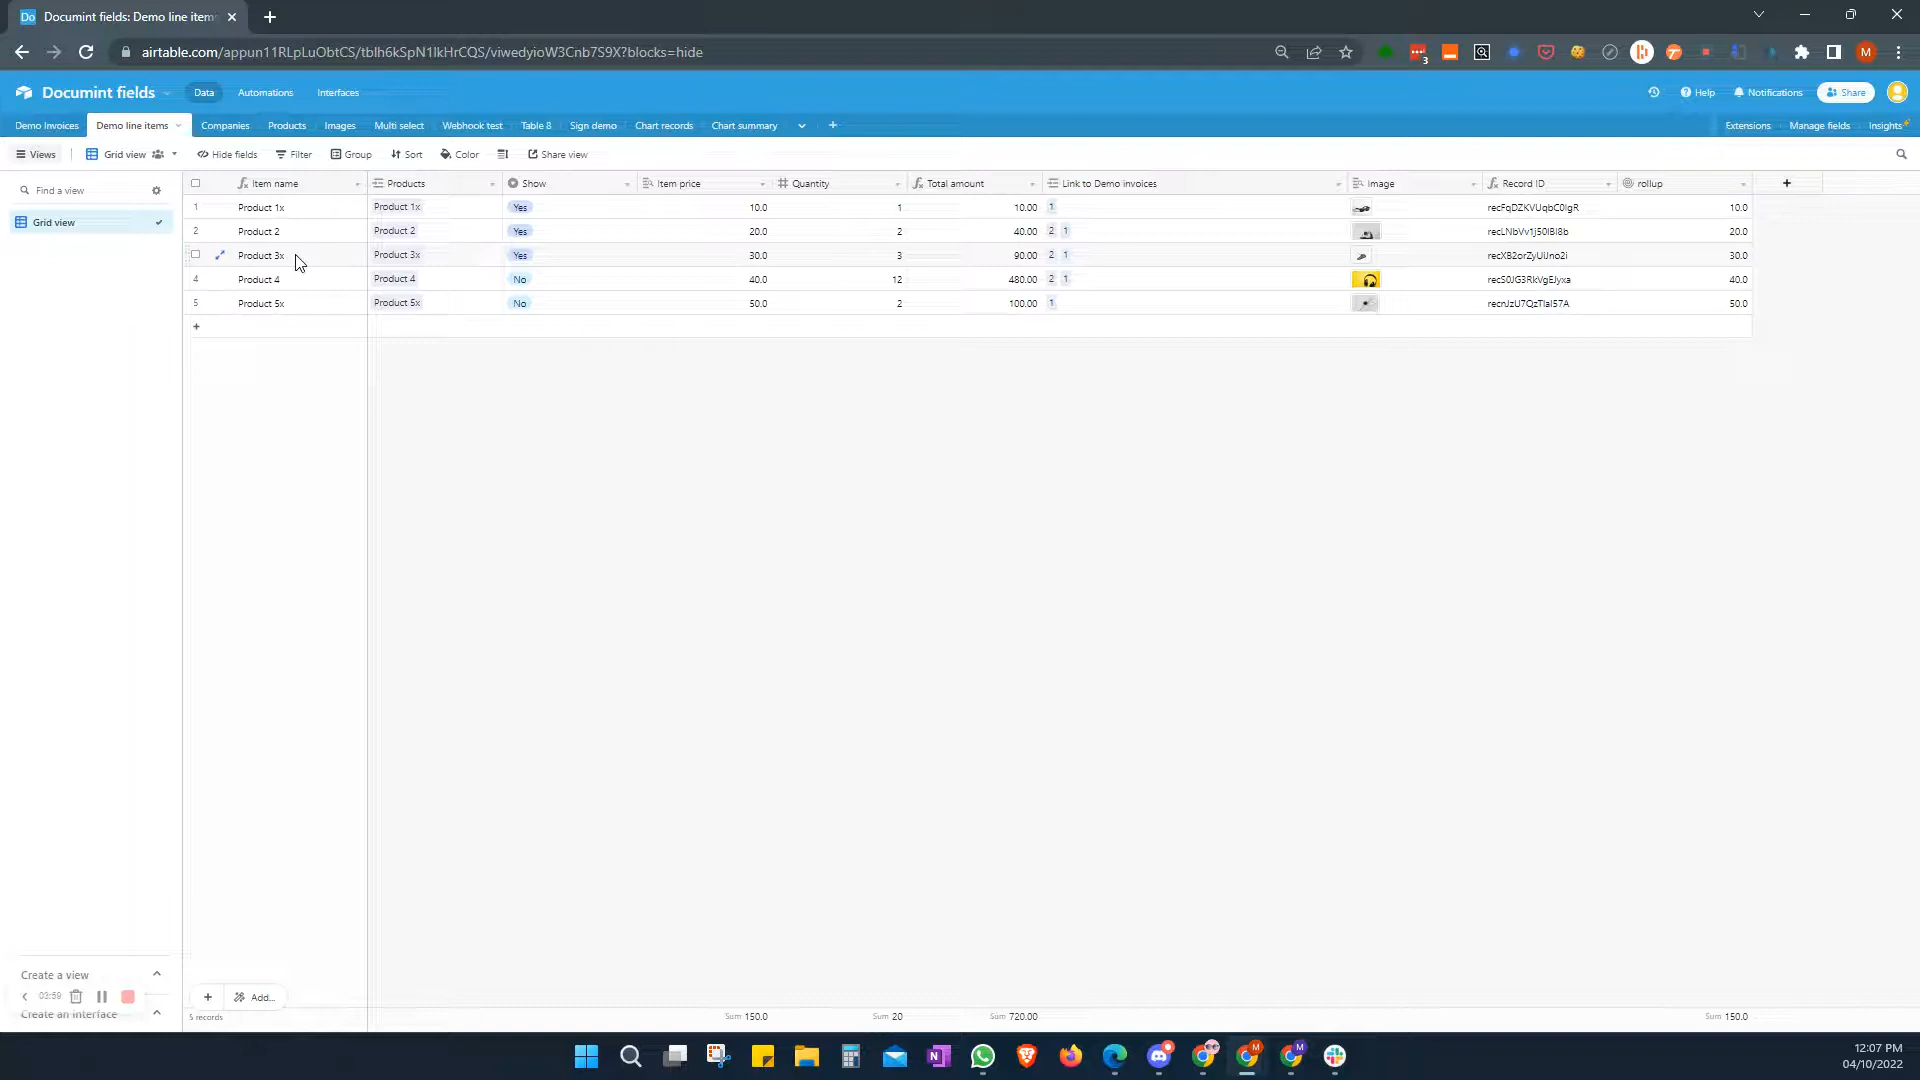 Do Documint fields: Demo line item
airtable.com/appun11RLpLuObtCS/tblh6kSpN1lkHrCQS/viwedyioW3Cnb7S9X?blocks=hide
3
M
Documint fields
Data
Automations
Interfaces
Help
Notifications
Share
Demo Invoices
Demo line items
Companies
Products
Images
Multi select
Webhook test
Table 8
Sign demo
Chart records
Chart summary
Extensions
Manage fields
Insights
Views
Grid view
Hide fields
Filter
Group
Sort
Color
Share view
Find a view
Grid view
Item name Products Show Item price Quantity Total amount Link to Demo invoices Image Record ID rollup
1 Product 1x Product 1x Yes 10.0 1 10.00 1 10.0
2 Product 2 Product 2 Yes 20.0 2 40.00 2 1 20.0
Product 3x Product 3x Yes 30.0 3 90.00 2 1 30.0
4 Product 4 Product 4 No 40.0 12 480.00 2 1 40.0
5 Product 5x Product 5x No 50.0 2 100.00 1 50.0
Create a view
03:59
Create an interface
Add...
5 records
Sum 150.0
Sum 20
Sum 720.00
Sum 150.0
12:07 PM
04/10/2022